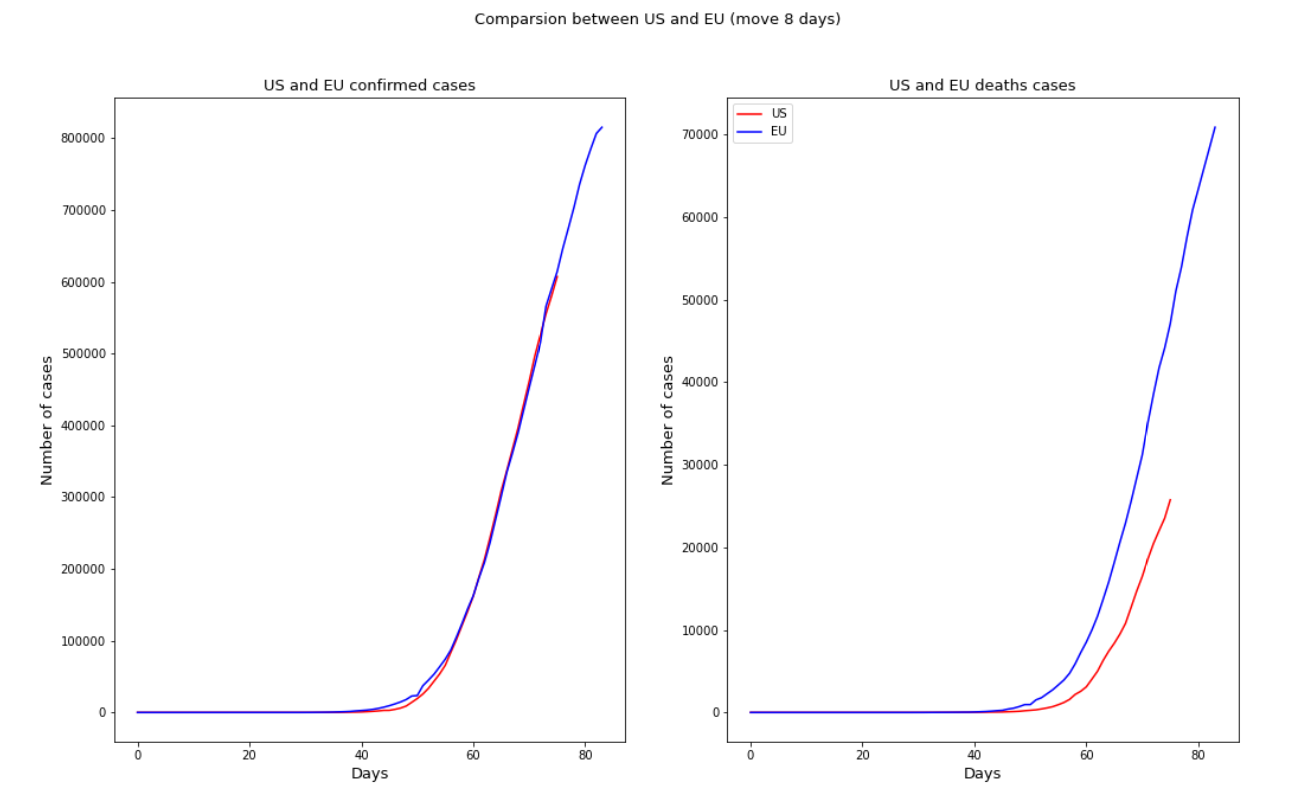 Comparsion between US and EU (move 8 days)
US and EU confirmed cases
800000
700000
600000
500000
400000
300000
200000
100000
0
Number of cases
0 20 40 60 80
Days
US and EU deaths cases
US
EU
70000
60000
50000
40000
30000
20000
10000
0
Number of cases
0 20 40 60 80
Days